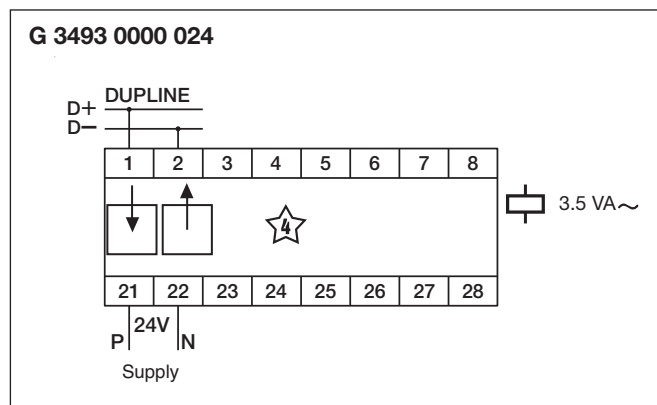 G 3493 0000 024
DUPLINE
D+
D−
1 2 3 4 5 6 7 8
4
3.5 VA～
21 22 23 24 25 26 27 28
24V
P N
Supply